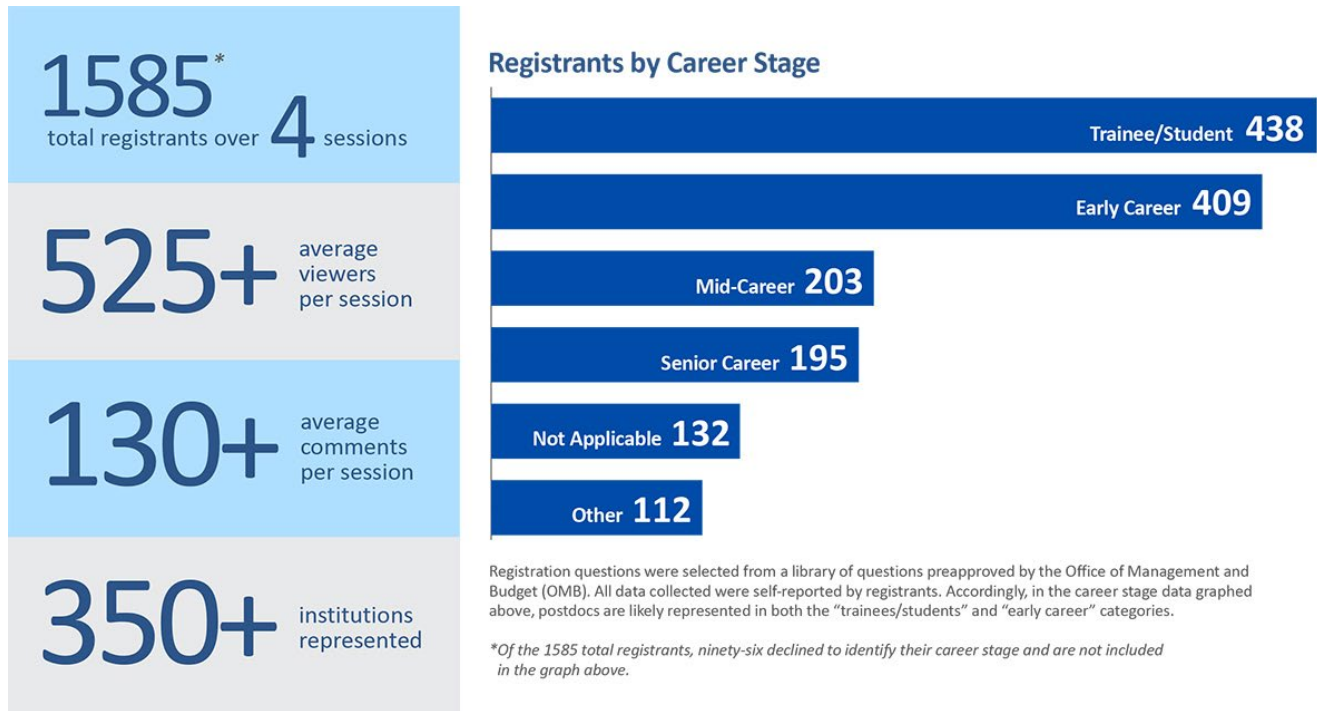 1585*
total registrants over 4 sessions
525+ average
viewers
per session
130+ average
comments
per session
350+ institutions
represented
Registrants by Career Stage
Trainee/Student 438
Early Career 409
Mid-Career 203
Senior Career 195
Not Applicable 132
Other 112
Registration questions were selected from a library of questions preapproved by the Office of Management and
Budget (OMB). All data collected were self-reported by registrants. Accordingly, in the career stage data graphed
above, postdocs are likely represented in both the “trainees/students” and “early career” categories.
*Of the 1585 total registrants, ninety-six declined to identify their career stage and are not included
in the graph above.